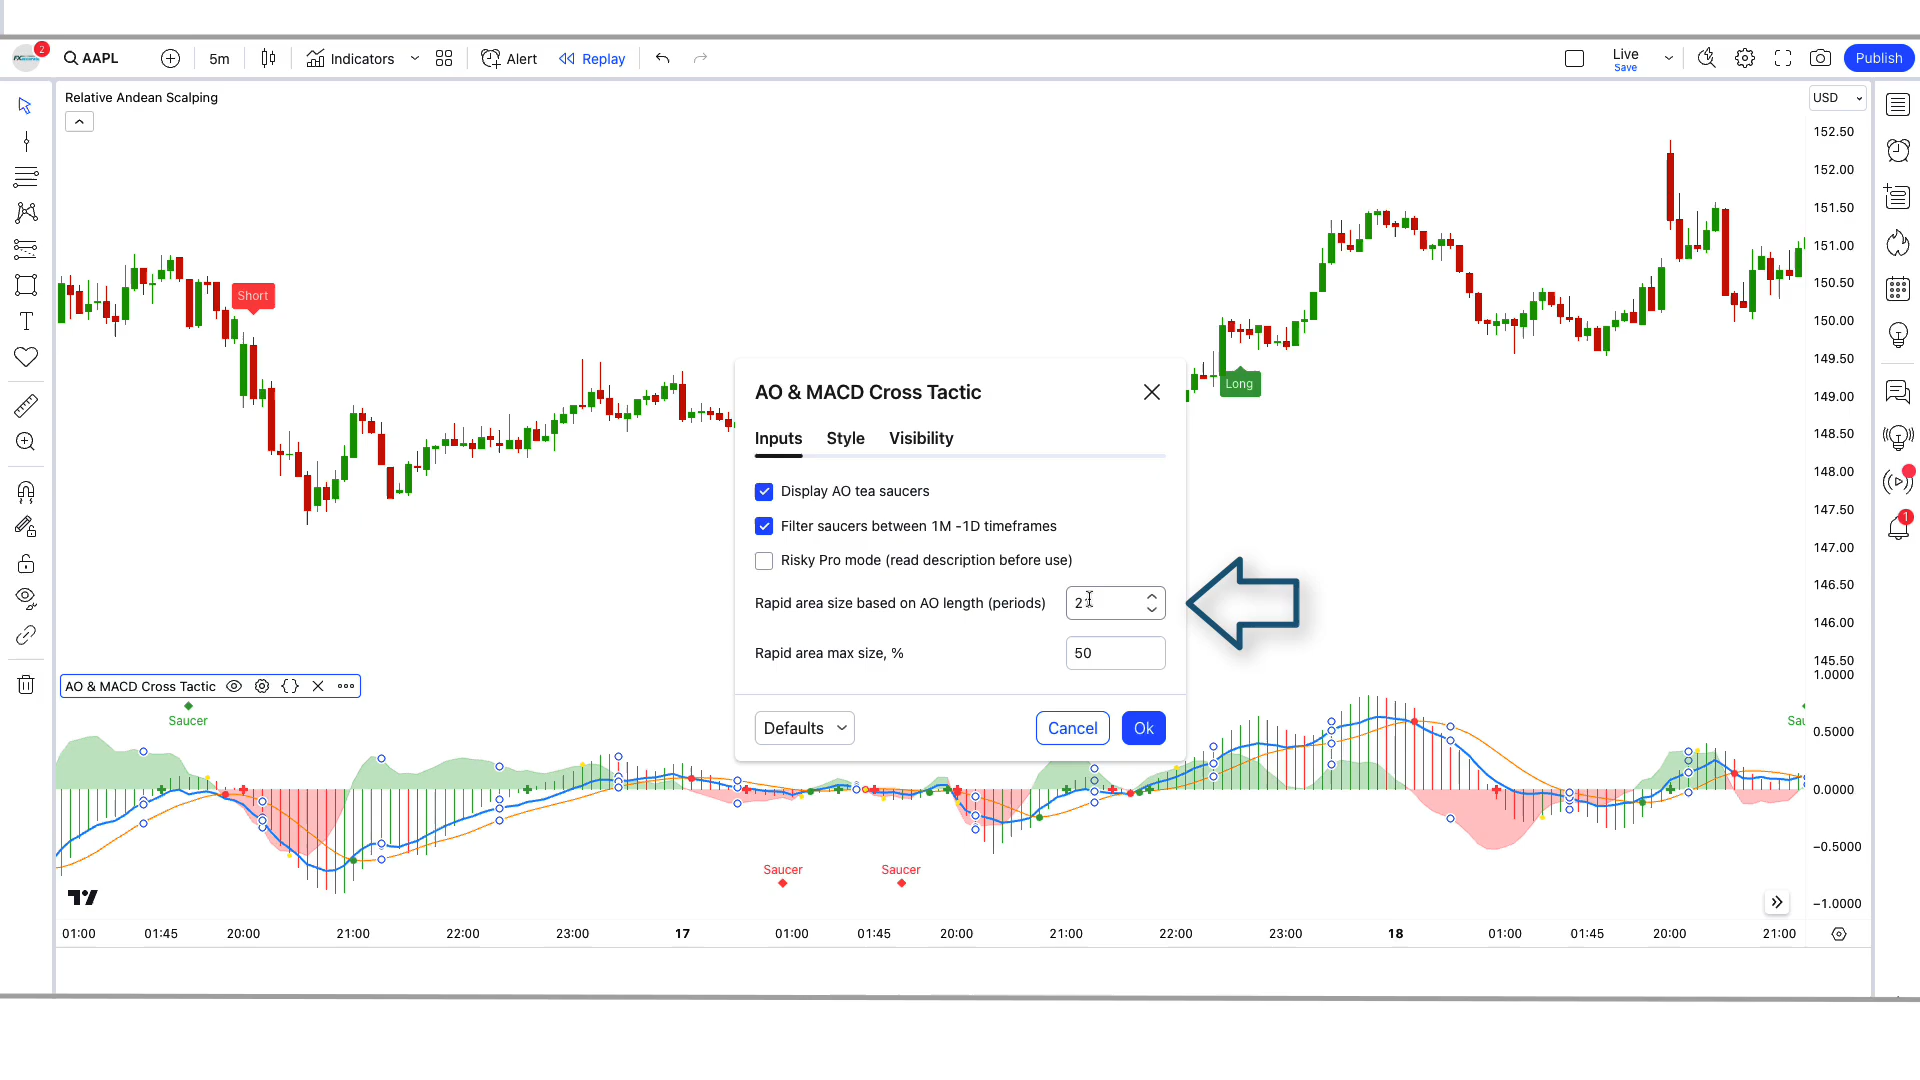 2
AAPL
5m
Indicators
Alert
Replay
Live
Save
Publish
Relative Andean Scalping
USD
152.50
152.00
151.50
151.00
150.50
150.00
149.50
149.00
148.50
148.00
147.50
147.00
146.50
146.00
145.50
1.0000
0.5000
0.0000
−0.5000
−1.0000
Short
Long
1
AO & MACD Cross Tactic
Inputs Style Visibility
Display AO tea saucers
Filter saucers between 1M -1D timeframes
Risky Pro mode (read description before use)
Rapid area size based on AO length (periods) 2
Rapid area max size, % 50
Defaults Cancel Ok
AO & MACD Cross Tactic
Saucer
Saucer
Saucer
Sau
01:00 01:45 20:00 21:00 22:00 23:00 17 01:00 01:45 20:00 21:00 22:00 23:00 18 01:00 01:45 20:00 21:00